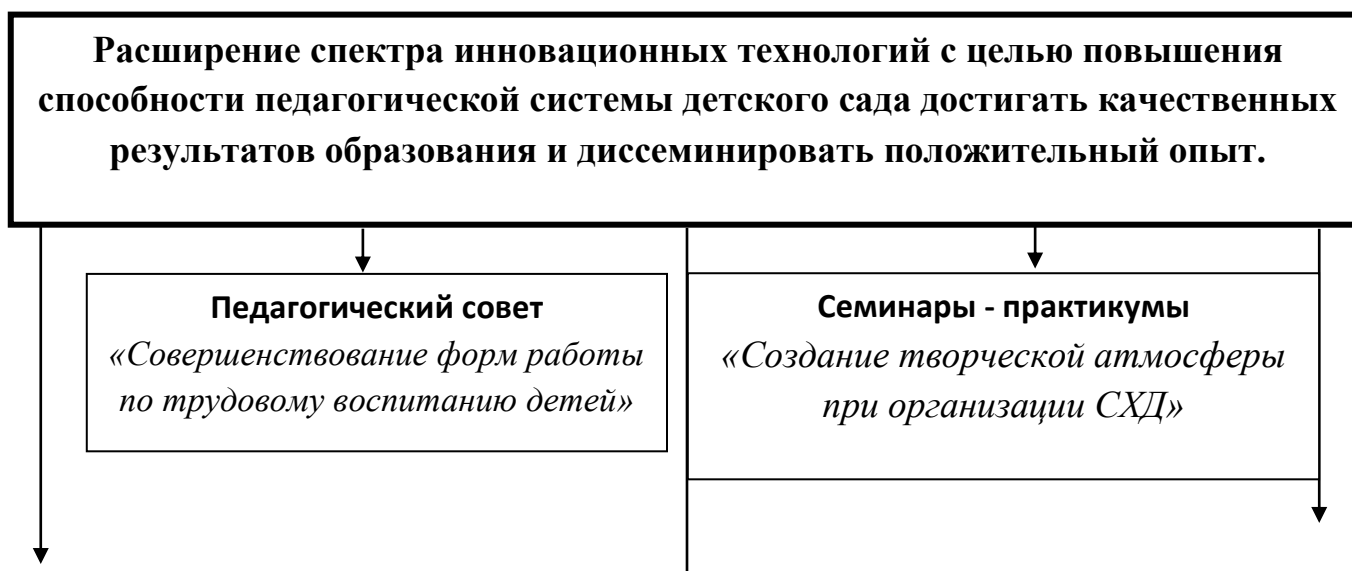 Расширение спектра инновационных технологий с целью повышения
способности педагогической системы детского сада достигать качественных
результатов образования и диссеминировать положительный опыт.
Педагогический совет
«Совершенствование форм работы
по трудовому воспитанию детей»
Семинары - практикумы
«Создание творческой атмосферы
при организации СХД»